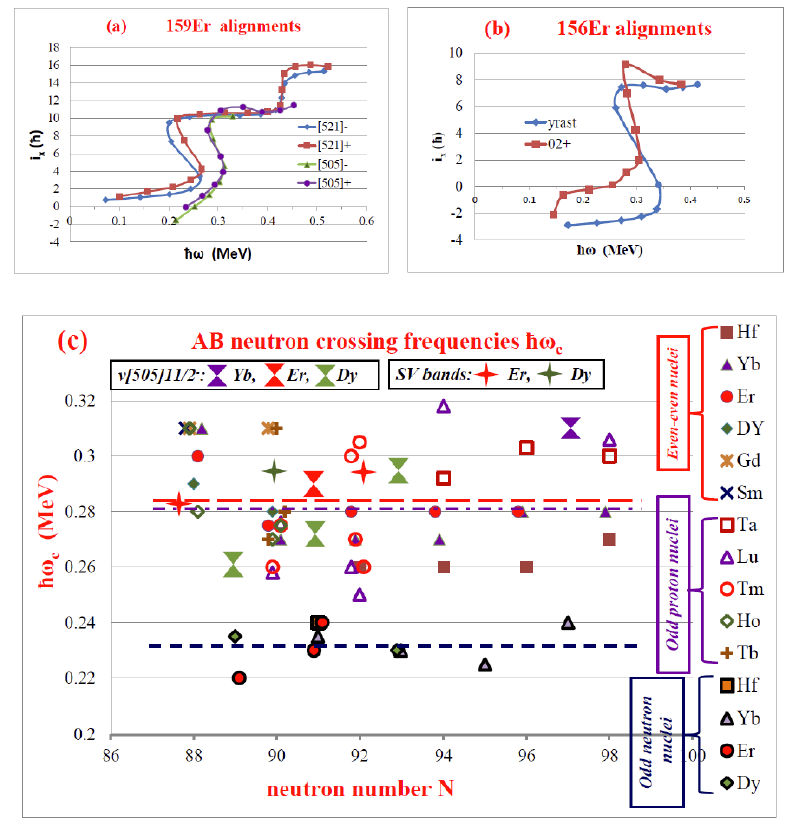 (a) 159Er alignments
iₓ (ħ)
18
16
14
12
10
8
6
4
2
0
-2
-4
0 0.1 0.2 0.3 0.4 0.5 0.6
[521]-
[521]+
[505]-
[505]+
ħω (MeV)
(b) 156Er alignments
iₓ (ħ)
10
8
6
4
2
0
-2
-4
0 0.1 0.2 0.3 0.4 0.5
yrast
02+
ħω (MeV)
(c) AB neutron crossing frequencies ħω꜀
ν[505]11/2-: Yb, Er, Dy
SV bands: Er, Dy
ħω꜀ (MeV)
0.32
0.3
0.28
0.26
0.24
0.22
0.2
86 88 90 92 94 96 98 100
neutron number N
Even-even nuclei
Hf
Yb
Er
DY
Gd
Sm
Odd proton nuclei
Ta
Lu
Tm
Ho
Tb
Odd neutron
nuclei
Hf
Yb
Er
Dy